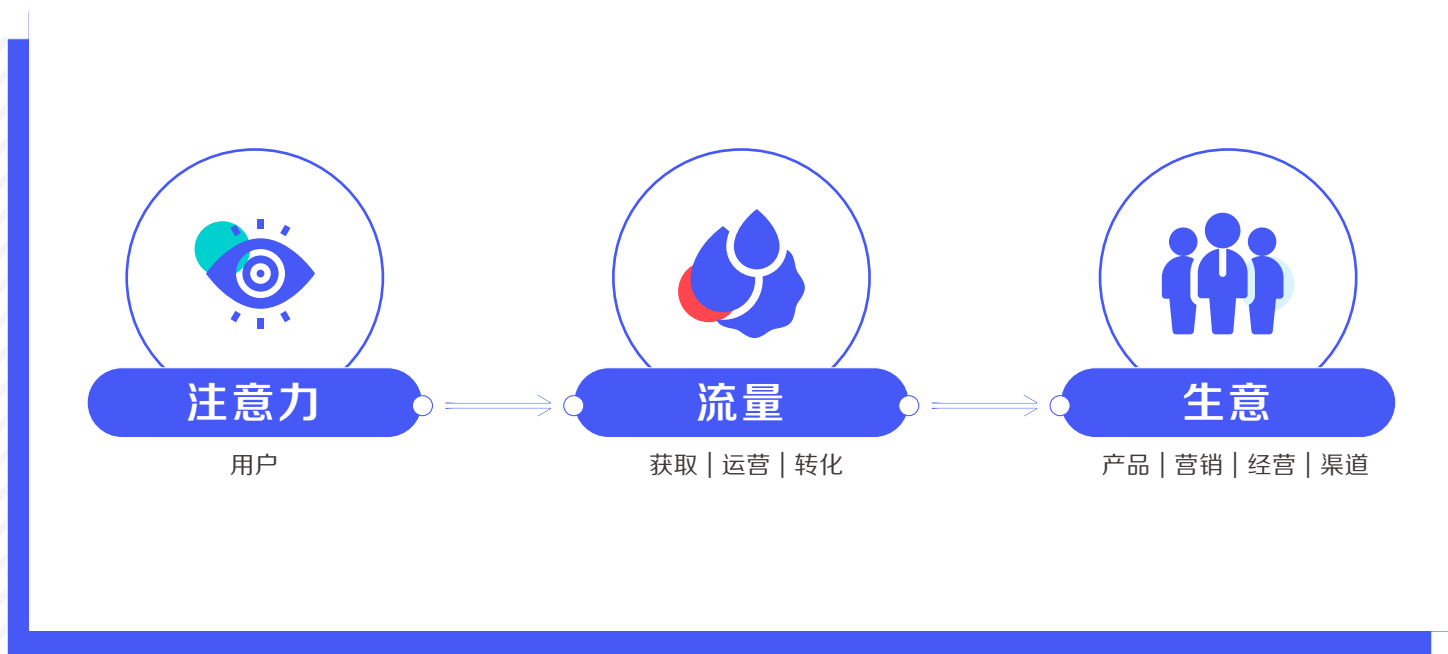 注意力
流量
生意
用户
获取 | 运营 | 转化
产品 | 营销 | 经营 | 渠道